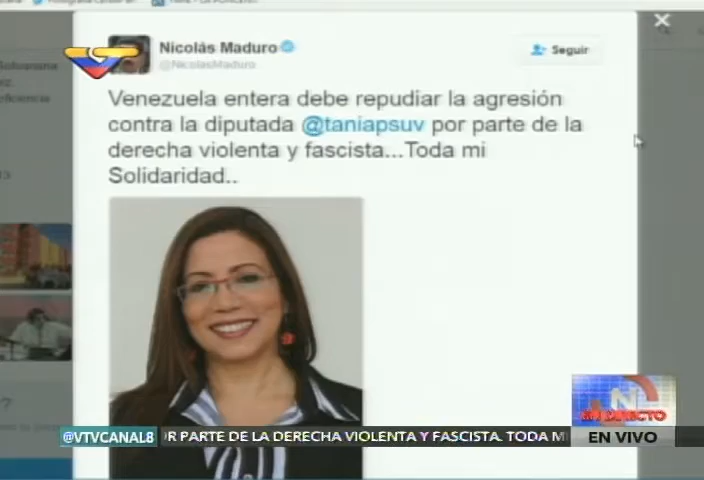 Nicolás Maduro
@NicolasMaduro
Seguir
Venezuela entera debe repudiar la agresión
contra la diputada @taniapsuv por parte de la
derecha violenta y fascista...Toda mi
Solidaridad..
EN DIRECTO
@VTVCANAL8 R PARTE DE LA DERECHA VIOLENTA Y FASCISTA. TODA M
EN VIVO